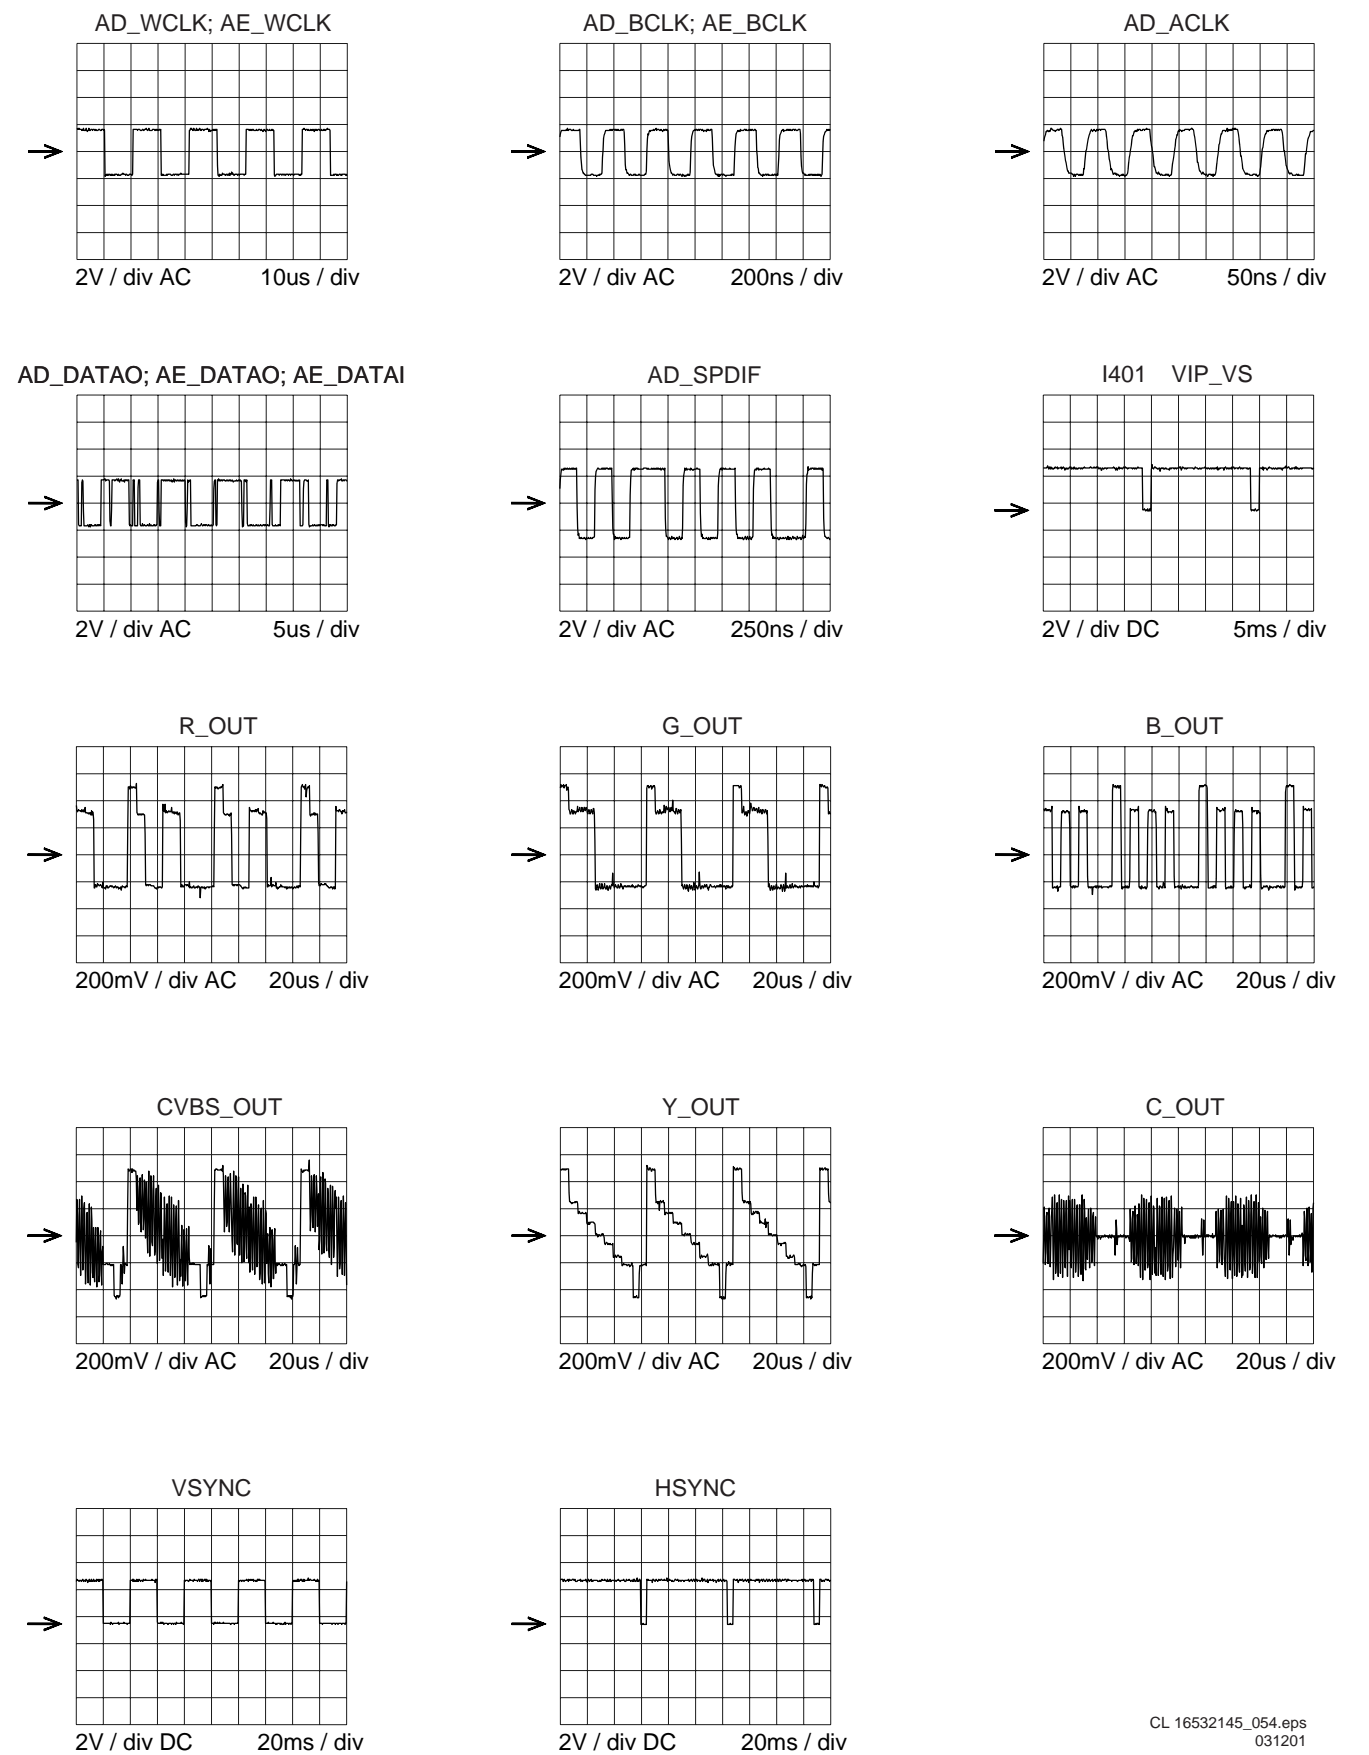 AD_WCLK; AE_WCLK
2V / div AC 10us / div
AD_BCLK; AE_BCLK
2V / div AC 200ns / div
AD_ACLK
2V / div AC 50ns / div
AD_DATAO; AE_DATAO; AE_DATAI
2V / div AC 5us / div
AD_SPDIF
2V / div AC 250ns / div
I401 VIP_VS
2V / div DC 5ms / div
R_OUT
200mV / div AC 20us / div
G_OUT
200mV / div AC 20us / div
B_OUT
200mV / div AC 20us / div
CVBS_OUT
200mV / div AC 20us / div
Y_OUT
200mV / div AC 20us / div
C_OUT
200mV / div AC 20us / div
VSYNC
2V / div DC 20ms / div
HSYNC
2V / div DC 20ms / div
CL 16532145_054.eps
031201